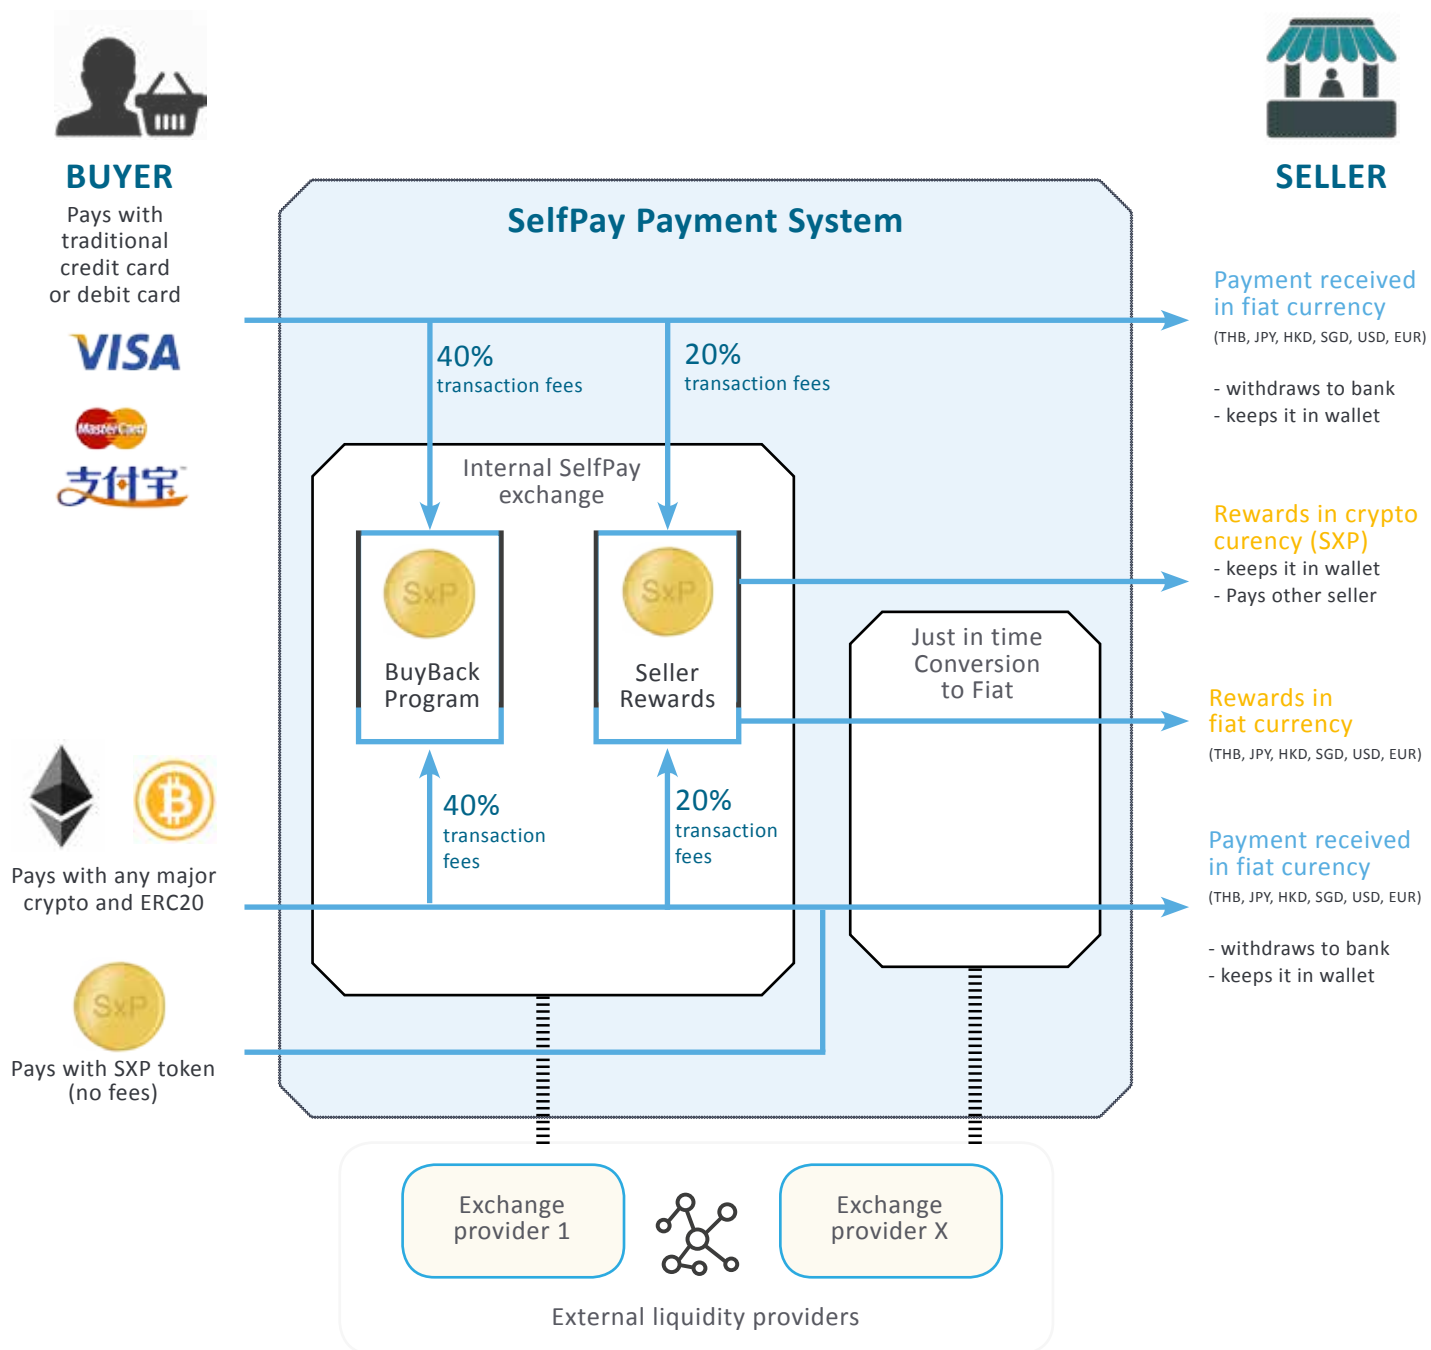 BUYER
Pays with
traditional
credit card
or debit card
VISA
MasterCard
支付宝
Pays with any major
crypto and ERC20
SxP
Pays with SXP token
(no fees)
SelfPay Payment System
40%
transaction fees
20%
transaction fees
Internal SelfPay
exchange
SxP
BuyBack
Program
SxP
Seller
Rewards
40%
transaction
fees
20%
transaction
fees
Just in time
Conversion
to Fiat
Exchange
provider 1
Exchange
provider X
External liquidity providers
SELLER
Payment received
in fiat currency
(THB, JPY, HKD, SGD, USD, EUR)
- withdraws to bank
- keeps it in wallet
Rewards in crypto
curency (SXP)
- keeps it in wallet
- Pays other seller
Rewards in
fiat currency
(THB, JPY, HKD, SGD, USD, EUR)
Payment received
in fiat curency
(THB, JPY, HKD, SGD, USD, EUR)
- withdraws to bank
- keeps it in wallet